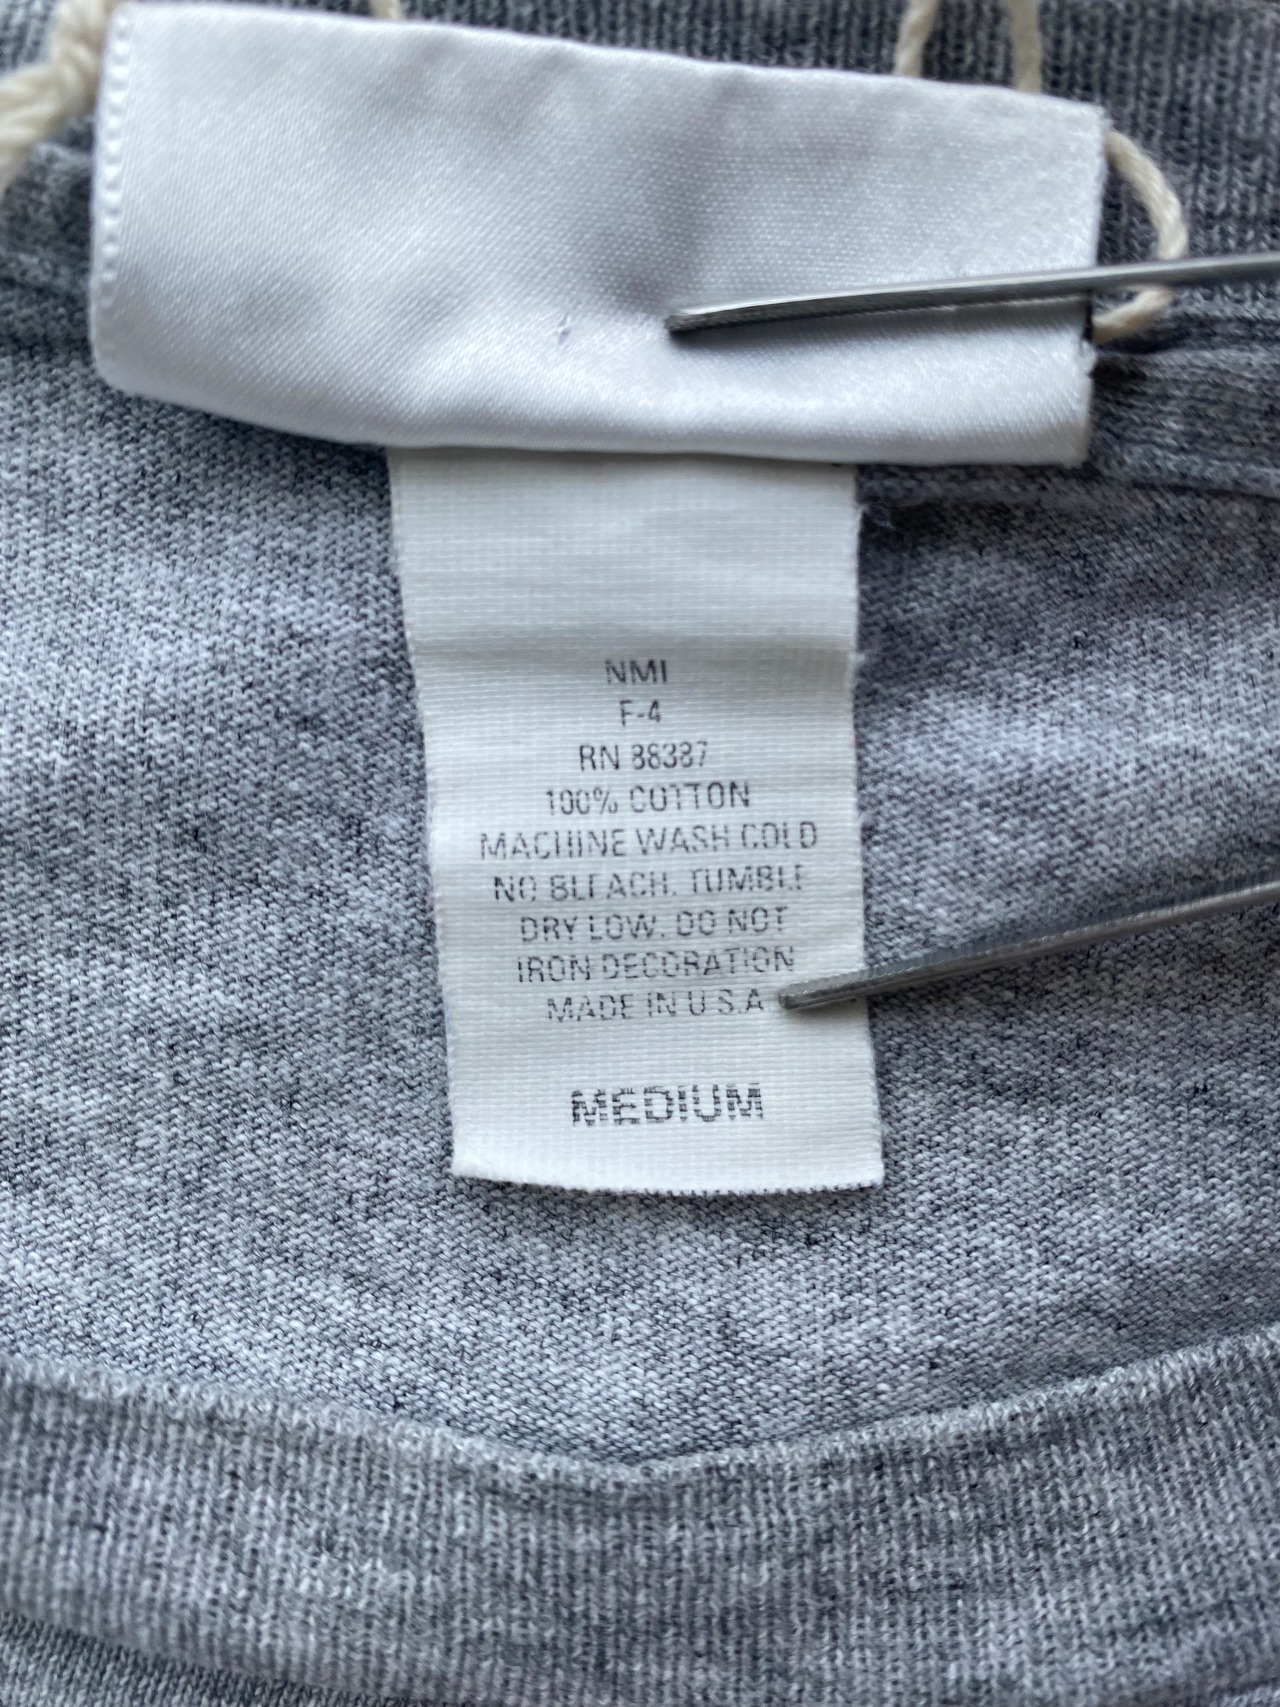 NMI
F-4
RN 88387
100% COTTON
MACHINE WASH COLD
NO BLEACH. TUMBLE
DRY LOW. DO NOT
IRON DECORATION
MADE IN U.S.A
MEDIUM